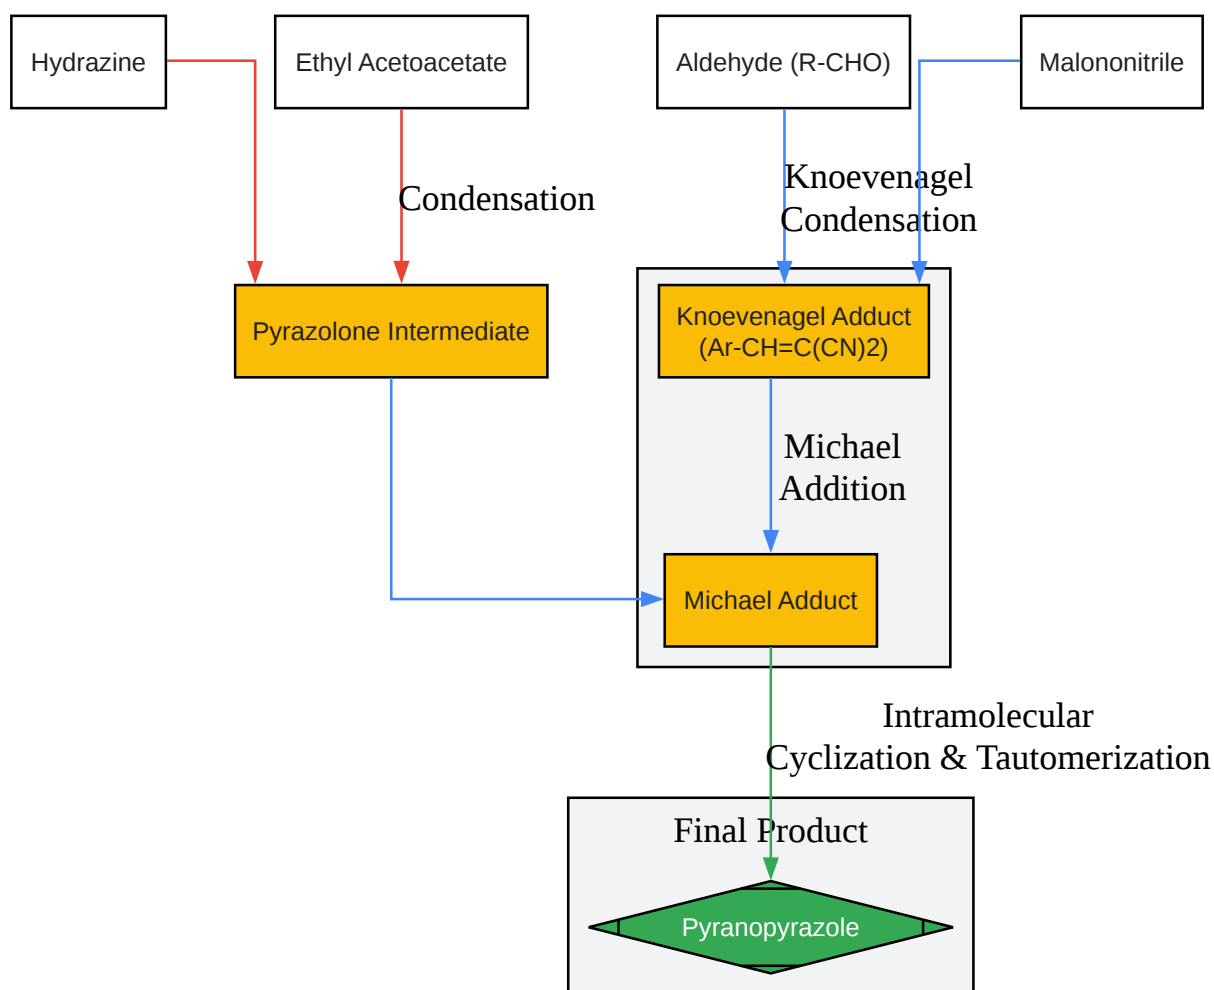 Hydrazine
Ethyl Acetoacetate
Aldehyde (R-CHO)
Malononitrile
Condensation
Knoevenagel
Condensation
Pyrazolone Intermediate
Knoevenagel Adduct
(Ar-CH=C(CN)2)
Michael
Addition
Michael Adduct
Intramolecular
Cyclization & Tautomerization
Final Product
Pyranopyrazole